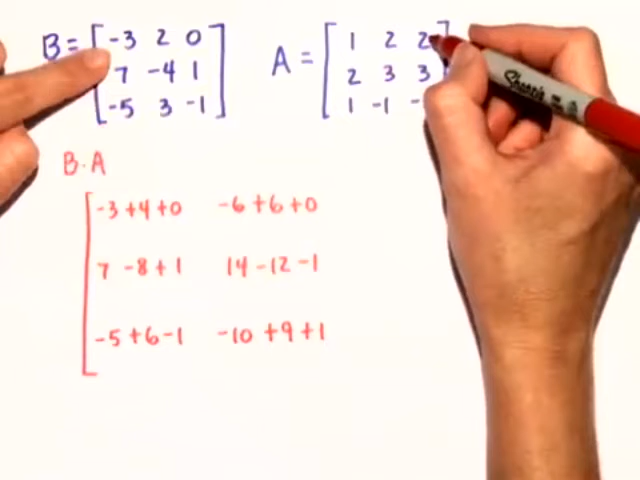 B = [ -3 2 0 A = [ 1 2 2
7 -4 1 ] 2 3 3
-5 3 -1 1 -1 -
B·A
-3+4+0 -6+6+0
7-8+1 14-12-1
-5+6-1 -10+9+1
Sharpie